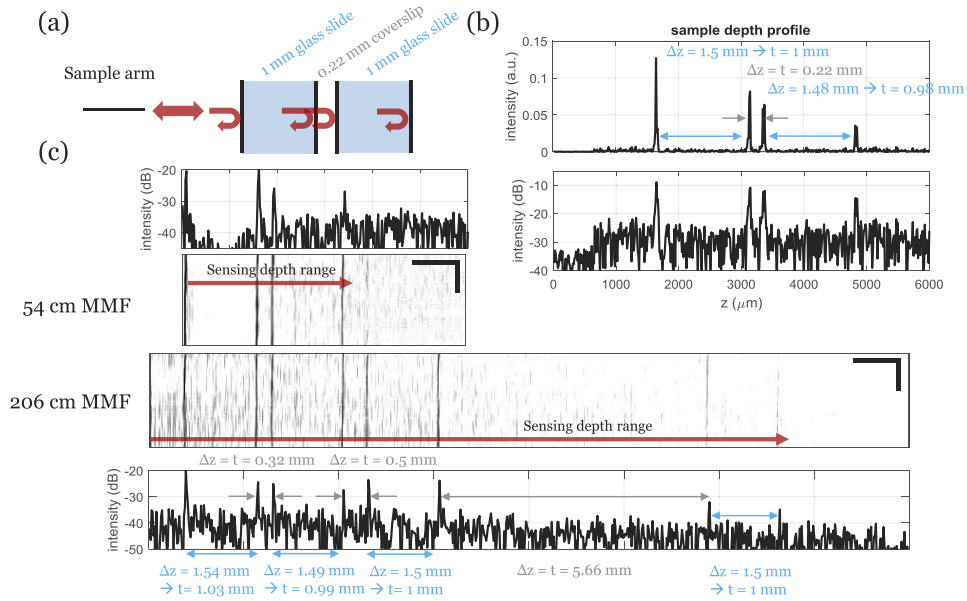 (a)
Sample arm
1 mm glass slide
0.22 mm coverslip
1 mm glass slide
(b)
sample depth profile
Δz = 1.5 mm → t = 1 mm
Δz = t = 0.22 mm
Δz = 1.48 mm → t = 0.98 mm
intensity (a.u.)
0.15
0.1
0.05
0
intensity (dB)
-10
-20
-30
-40
0 1000 2000 3000 4000 5000 6000
z (μm)
(c)
intensity (dB)
-20
-40
54 cm MMF
Sensing depth range
206 cm MMF
Sensing depth range
Δz = t = 0.32 mm
Δz = t = 0.5 mm
intensity (dB)
-20
-30
-40
-50
Δz = 1.54 mm
→ t= 1.03 mm
Δz = 1.49 mm
→ t = 0.99 mm
Δz = 1.5 mm
→ t = 1 mm
Δz = t = 5.66 mm
Δz = 1.5 mm
→ t = 1 mm